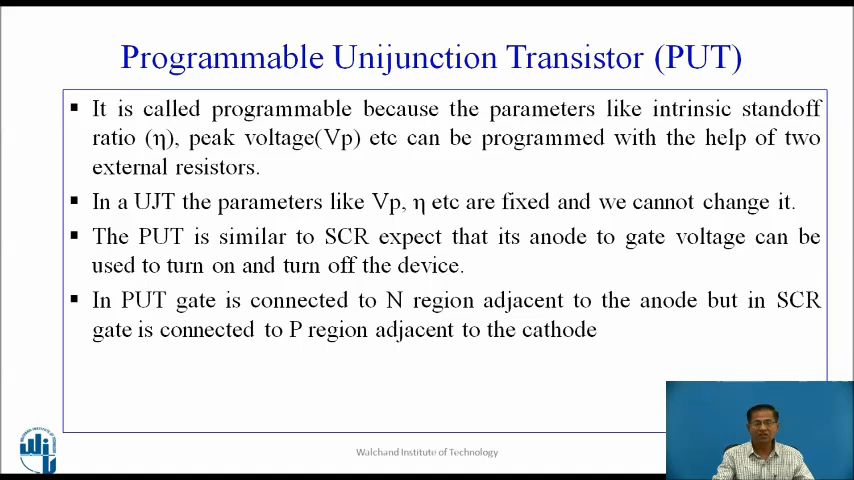 Programmable Unijunction Transistor (PUT)
▪ It is called programmable because the parameters like intrinsic standoff
ratio (η), peak voltage(Vp) etc can be programmed with the help of two
external resistors.
▪ In a UJT the parameters like Vp, η etc are fixed and we cannot change it.
▪ The PUT is similar to SCR expect that its anode to gate voltage can be
used to turn on and turn off the device.
▪ In PUT gate is connected to N region adjacent to the anode but in SCR
gate is connected to P region adjacent to the cathode
Walchand Institute of Technology